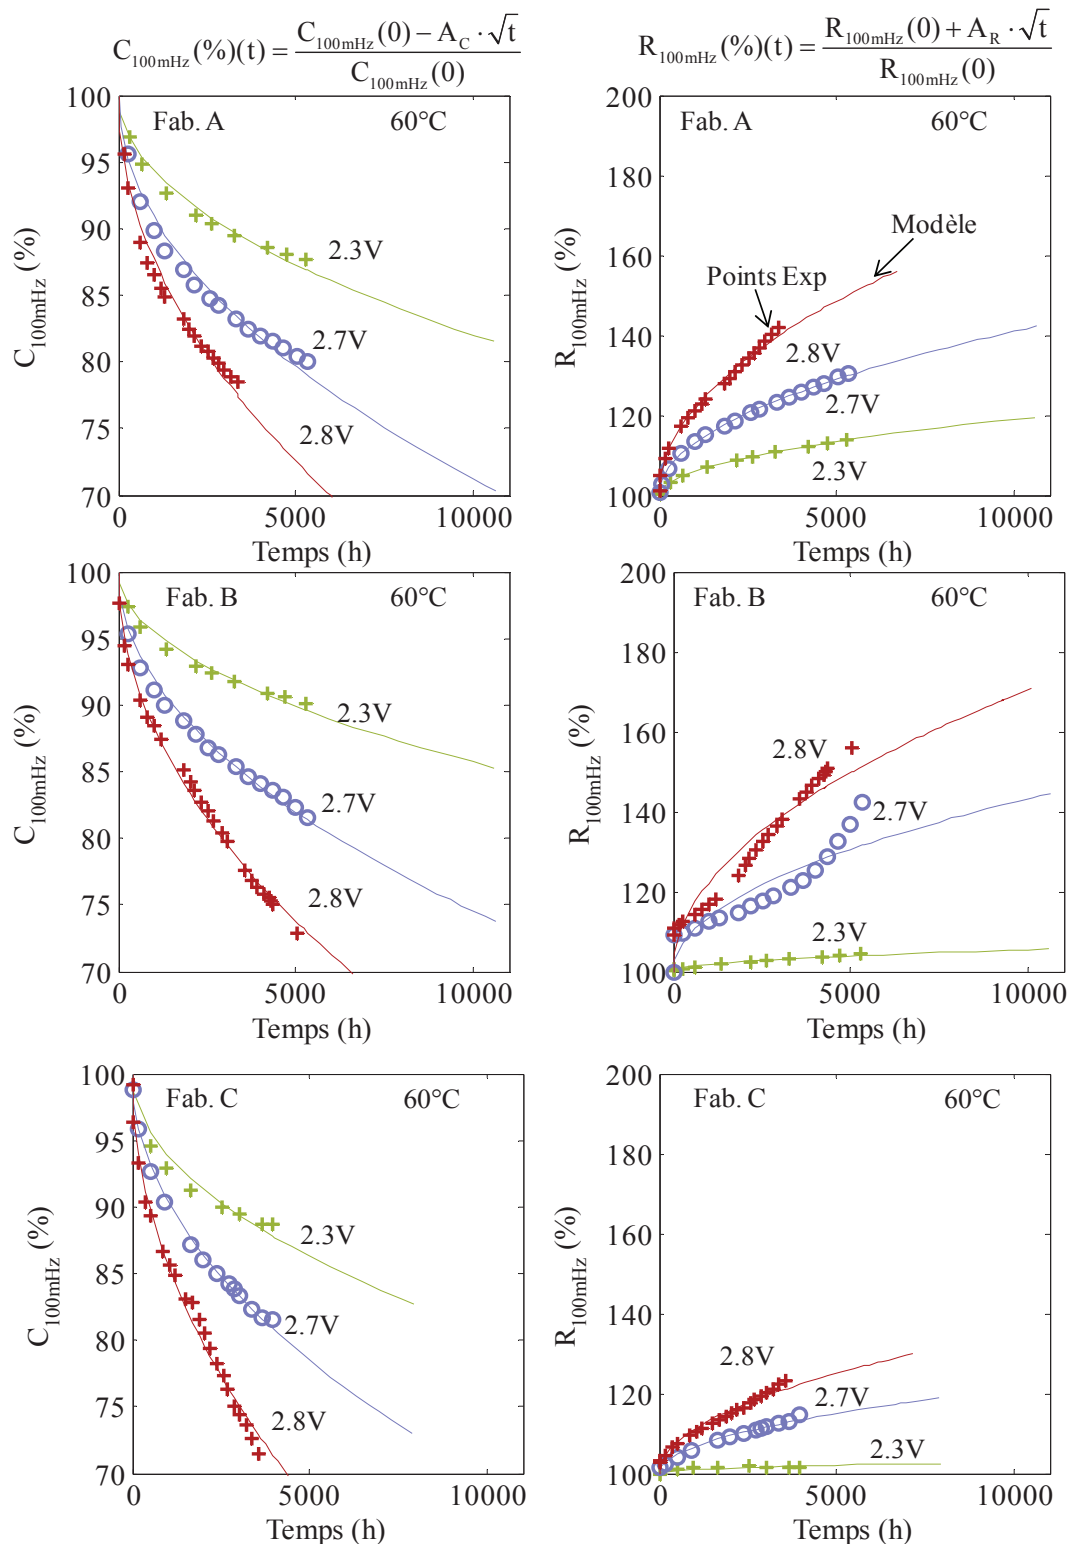 C100mHz(%)(t) = (C100mHz(0) − AC · √t) / C100mHz(0)
R100mHz(%)(t) = (R100mHz(0) + AR · √t) / R100mHz(0)
100
95
90
85
80
75
70
C100mHz (%)
Fab. A
60°C
2.3V
2.7V
2.8V
0
5000
10000
Temps (h)
200
180
160
140
120
100
R100mHz (%)
Fab. A
60°C
Modèle
Points Exp
2.8V
2.7V
2.3V
0
5000
10000
Temps (h)
100
95
90
85
80
75
70
C100mHz (%)
Fab. B
60°C
2.3V
2.7V
2.8V
0
5000
10000
Temps (h)
200
180
160
140
120
100
R100mHz (%)
Fab. B
60°C
2.8V
2.7V
2.3V
0
5000
10000
Temps (h)
100
95
90
85
80
75
70
C100mHz (%)
Fab. C
60°C
2.3V
2.7V
2.8V
0
5000
10000
Temps (h)
200
180
160
140
120
100
R100mHz (%)
Fab. C
60°C
2.8V
2.7V
2.3V
0
5000
10000
Temps (h)